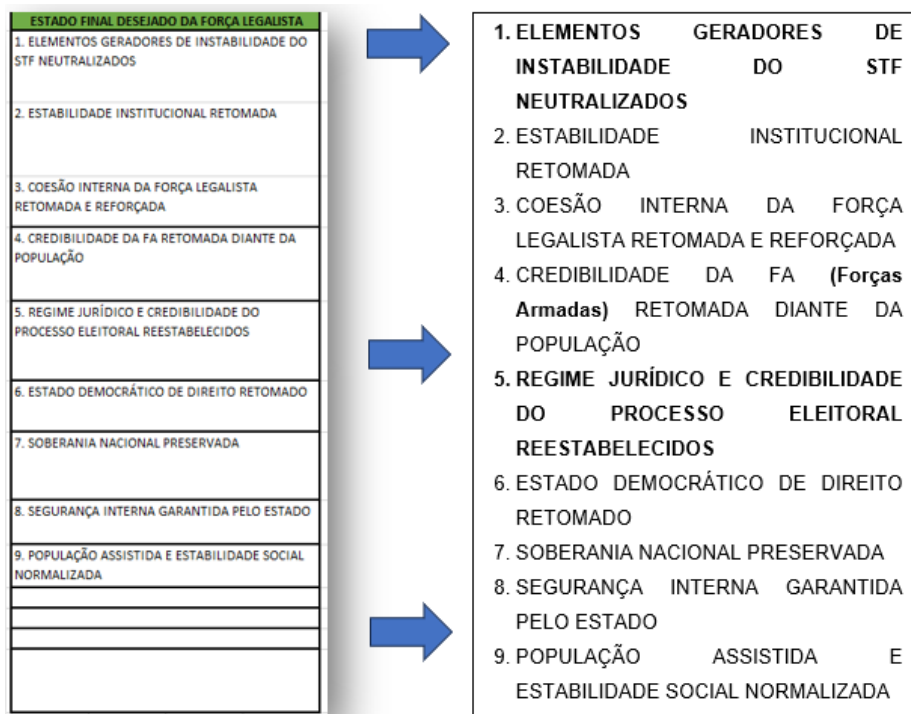 ESTADO FINAL DESEJADO DA FORÇA LEGALISTA
1. ELEMENTOS GERADORES DE INSTABILIDADE DO
STF NEUTRALIZADOS
2. ESTABILIDADE INSTITUCIONAL RETOMADA
3. COESÃO INTERNA DA FORÇA LEGALISTA
RETOMADA E REFORÇADA
4. CREDIBILIDADE DA FA RETOMADA DIANTE DA
POPULAÇÃO
5. REGIME JURÍDICO E CREDIBILIDADE DO
PROCESSO ELEITORAL REESTABELECIDOS
6. ESTADO DEMOCRÁTICO DE DIREITO RETOMADO
7. SOBERANIA NACIONAL PRESERVADA
8. SEGURANÇA INTERNA GARANTIDA PELO ESTADO
9. POPULAÇÃO ASSISTIDA E ESTABILIDADE SOCIAL
NORMALIZADA
1. ELEMENTOS GERADORES DE
INSTABILIDADE DO STF
NEUTRALIZADOS
2. ESTABILIDADE INSTITUCIONAL
RETOMADA
3. COESÃO INTERNA DA FORÇA
LEGALISTA RETOMADA E REFORÇADA
4. CREDIBILIDADE DA FA (Forças
Armadas) RETOMADA DIANTE DA
POPULAÇÃO
5. REGIME JURÍDICO E CREDIBILIDADE
DO PROCESSO ELEITORAL
REESTABELECIDOS
6. ESTADO DEMOCRÁTICO DE DIREITO
RETOMADO
7. SOBERANIA NACIONAL PRESERVADA
8. SEGURANÇA INTERNA GARANTIDA
PELO ESTADO
9. POPULAÇÃO ASSISTIDA E
ESTABILIDADE SOCIAL NORMALIZADA